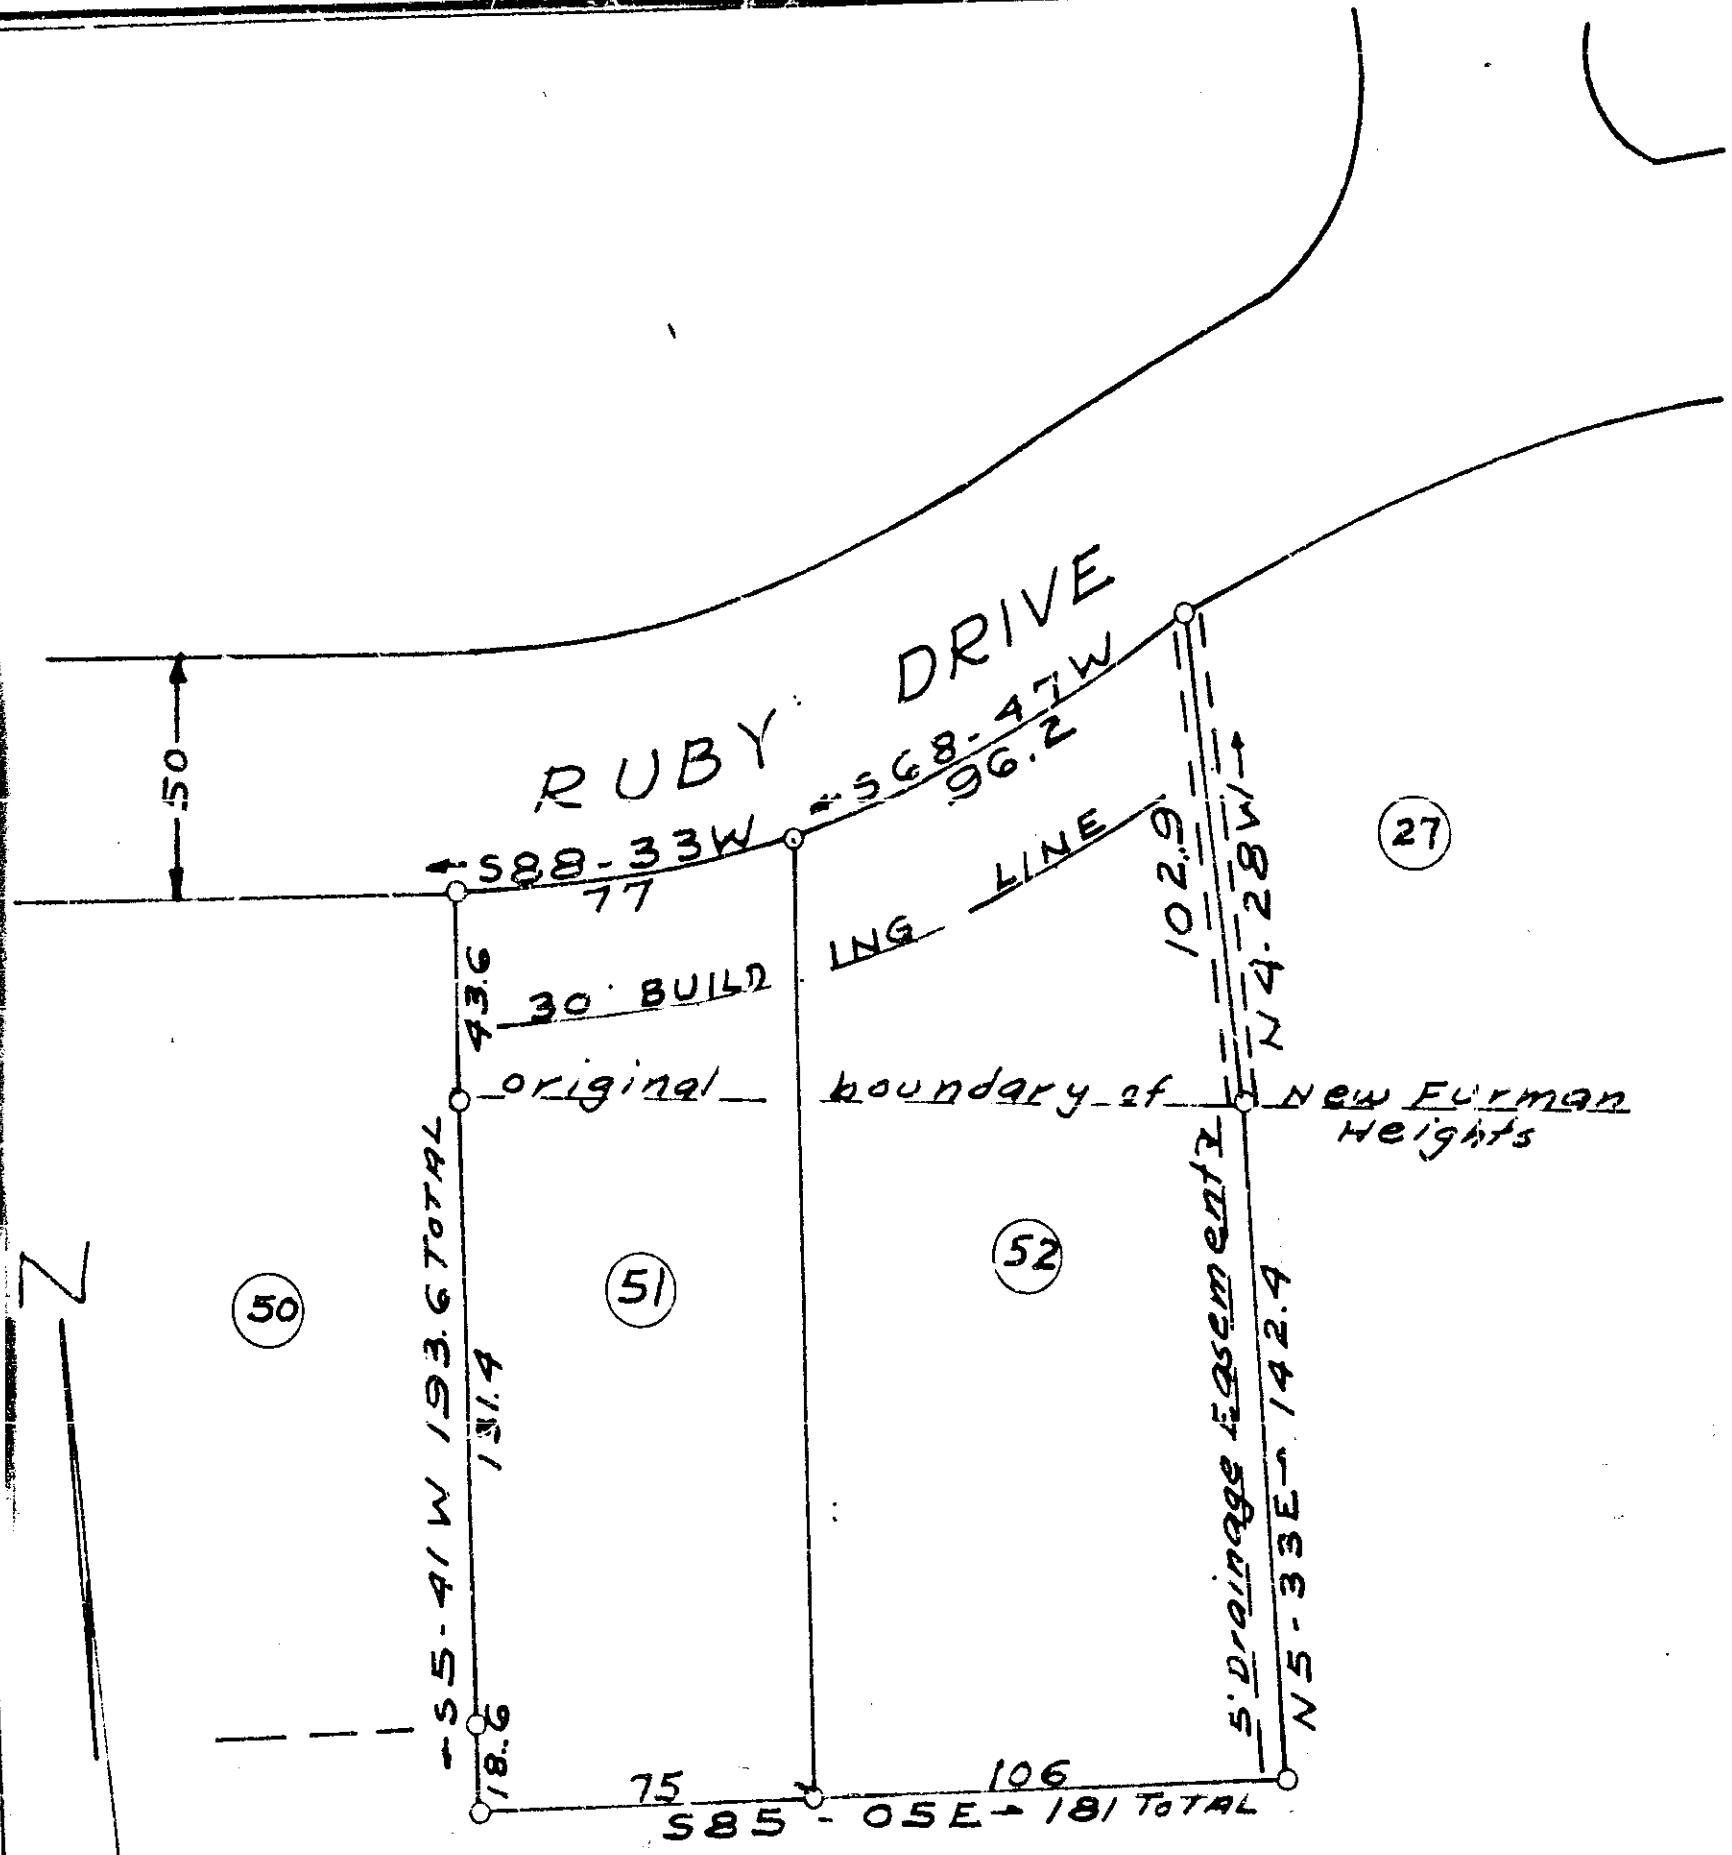 RUBY DRIVE
50
S68-47W
96.2
S88-33W
77
27
102.9
N4-28W
30' BUILDING LINE
43.6
original boundary of New Furman
Heights
S5-41W 193.6 TOTAL
131.4
50
51
52
5' Drainage Easement
N5-33E 142.4
18.6
75
106
S85-05E 181 TOTAL